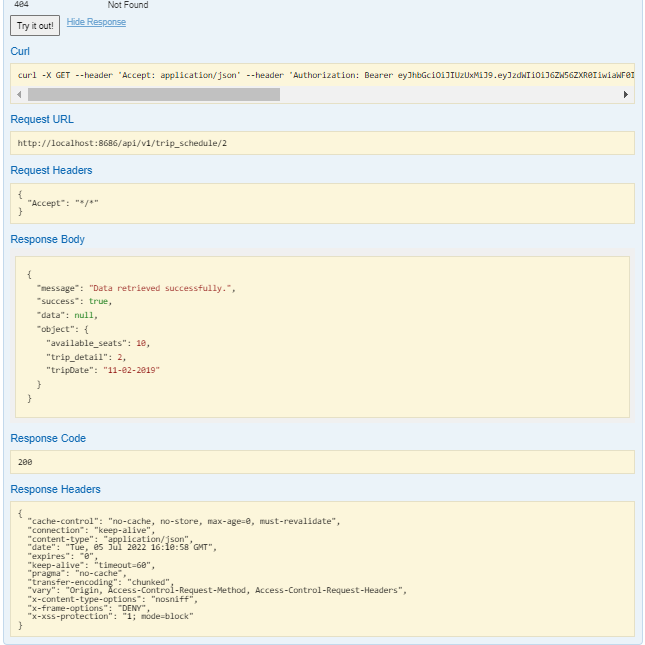 404 Not Found
Try it out! Hide Response
Curl
curl -X GET --header 'Accept: application/json' --header 'Authorization: Bearer eyJhbGciOiJIUzUxMiJ9.eyJzdWIiOiJ6ZW56ZXR0IiwiaWF0I
Request URL
http://localhost:8686/api/v1/trip_schedule/2
Request Headers
{
"Accept": "*/*"
}
Response Body
{
"message": "Data retrieved successfully.",
"success": true,
"data": null,
"object": {
"available_seats": 10,
"trip_detail": 2,
"tripDate": "11-02-2019"
}
}
Response Code
200
Response Headers
{
"cache-control": "no-cache, no-store, max-age=0, must-revalidate",
"connection": "keep-alive",
"content-type": "application/json",
"date": "Tue, 05 Jul 2022 16:10:58 GMT",
"expires": "0",
"keep-alive": "timeout=60",
"pragma": "no-cache",
"transfer-encoding": "chunked",
"vary": "Origin, Access-Control-Request-Method, Access-Control-Request-Headers",
"x-content-type-options": "nosniff",
"x-frame-options": "DENY",
"x-xss-protection": "1; mode=block"
}